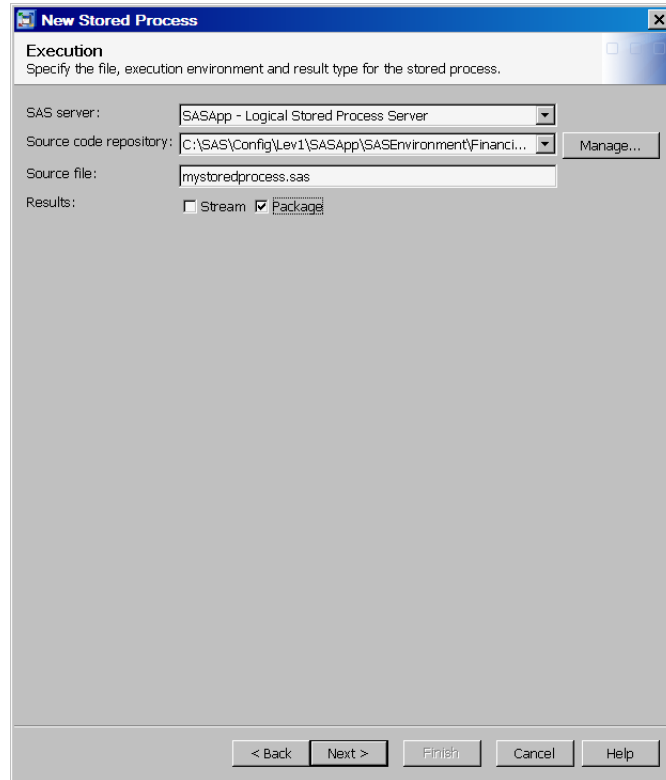 New Stored Process
Execution
Specify the file, execution environment and result type for the stored process.
SAS server: SASApp - Logical Stored Process Server
Source code repository: C:\SAS\Config\Lev1\SASApp\SASEnvironment\Financi... Manage...
Source file: mystoredprocess.sas
Results: Stream Package
< Back Next > Finish Cancel Help